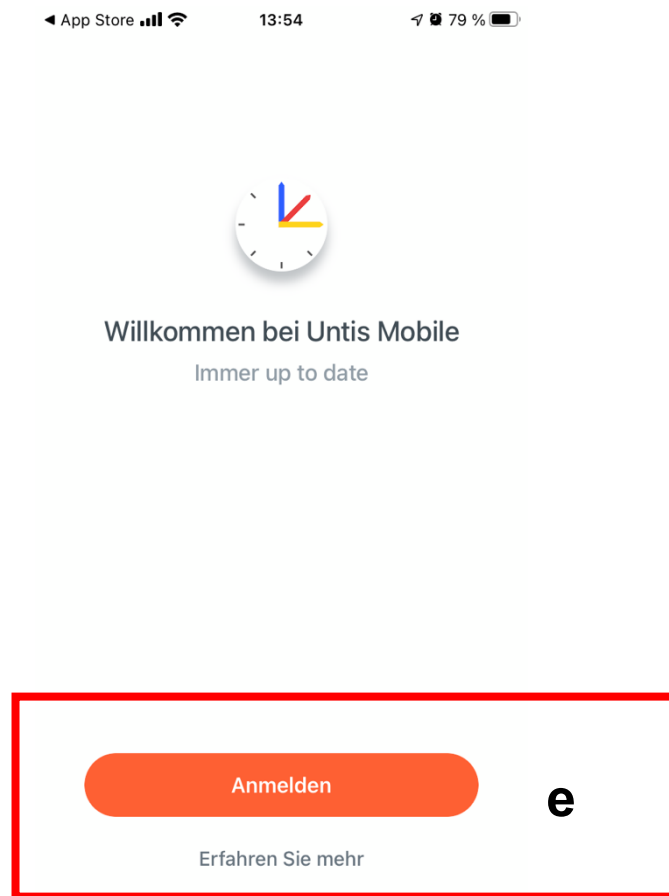 ◀ App Store 13:54 79 %
Willkommen bei Untis Mobile
Immer up to date
Anmelden
e
Erfahren Sie mehr